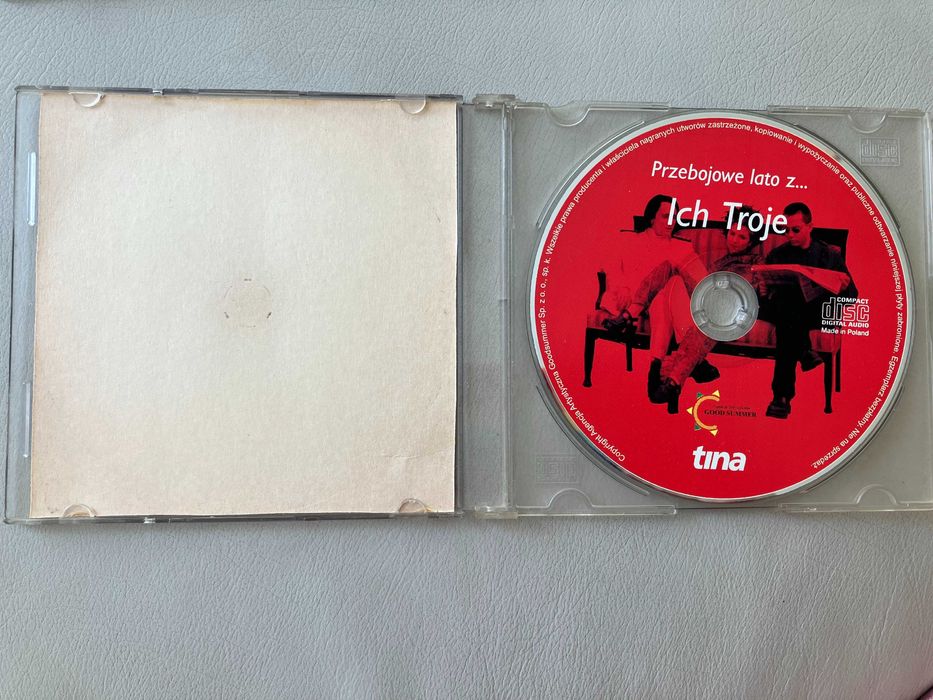 Przebojowe lato z...
Ich Troje
COMPACT
disc
DIGITAL AUDIO
Made in Poland
GOOD SUMMER
tina
Copyright Agencja Artystyczna Goodsummer Sp. z o. o., sp. k. Wszelkie prawa producenta i właściciela nagranych utworów zastrzeżone, kopiowanie i wypożyczanie oraz publiczne odtwarzanie niniejszej płyty zabronione. Egzemplarz bezpłatny. Nie na sprzedaż.